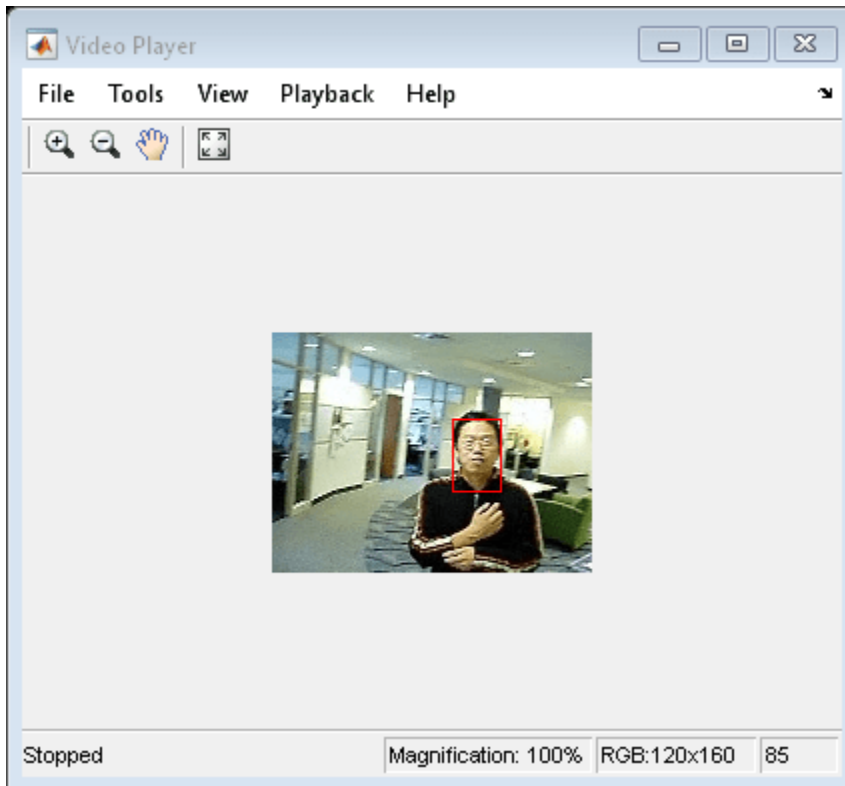 Video Player
File Tools View Playback Help
Stopped Magnification: 100% RGB:120x160 85